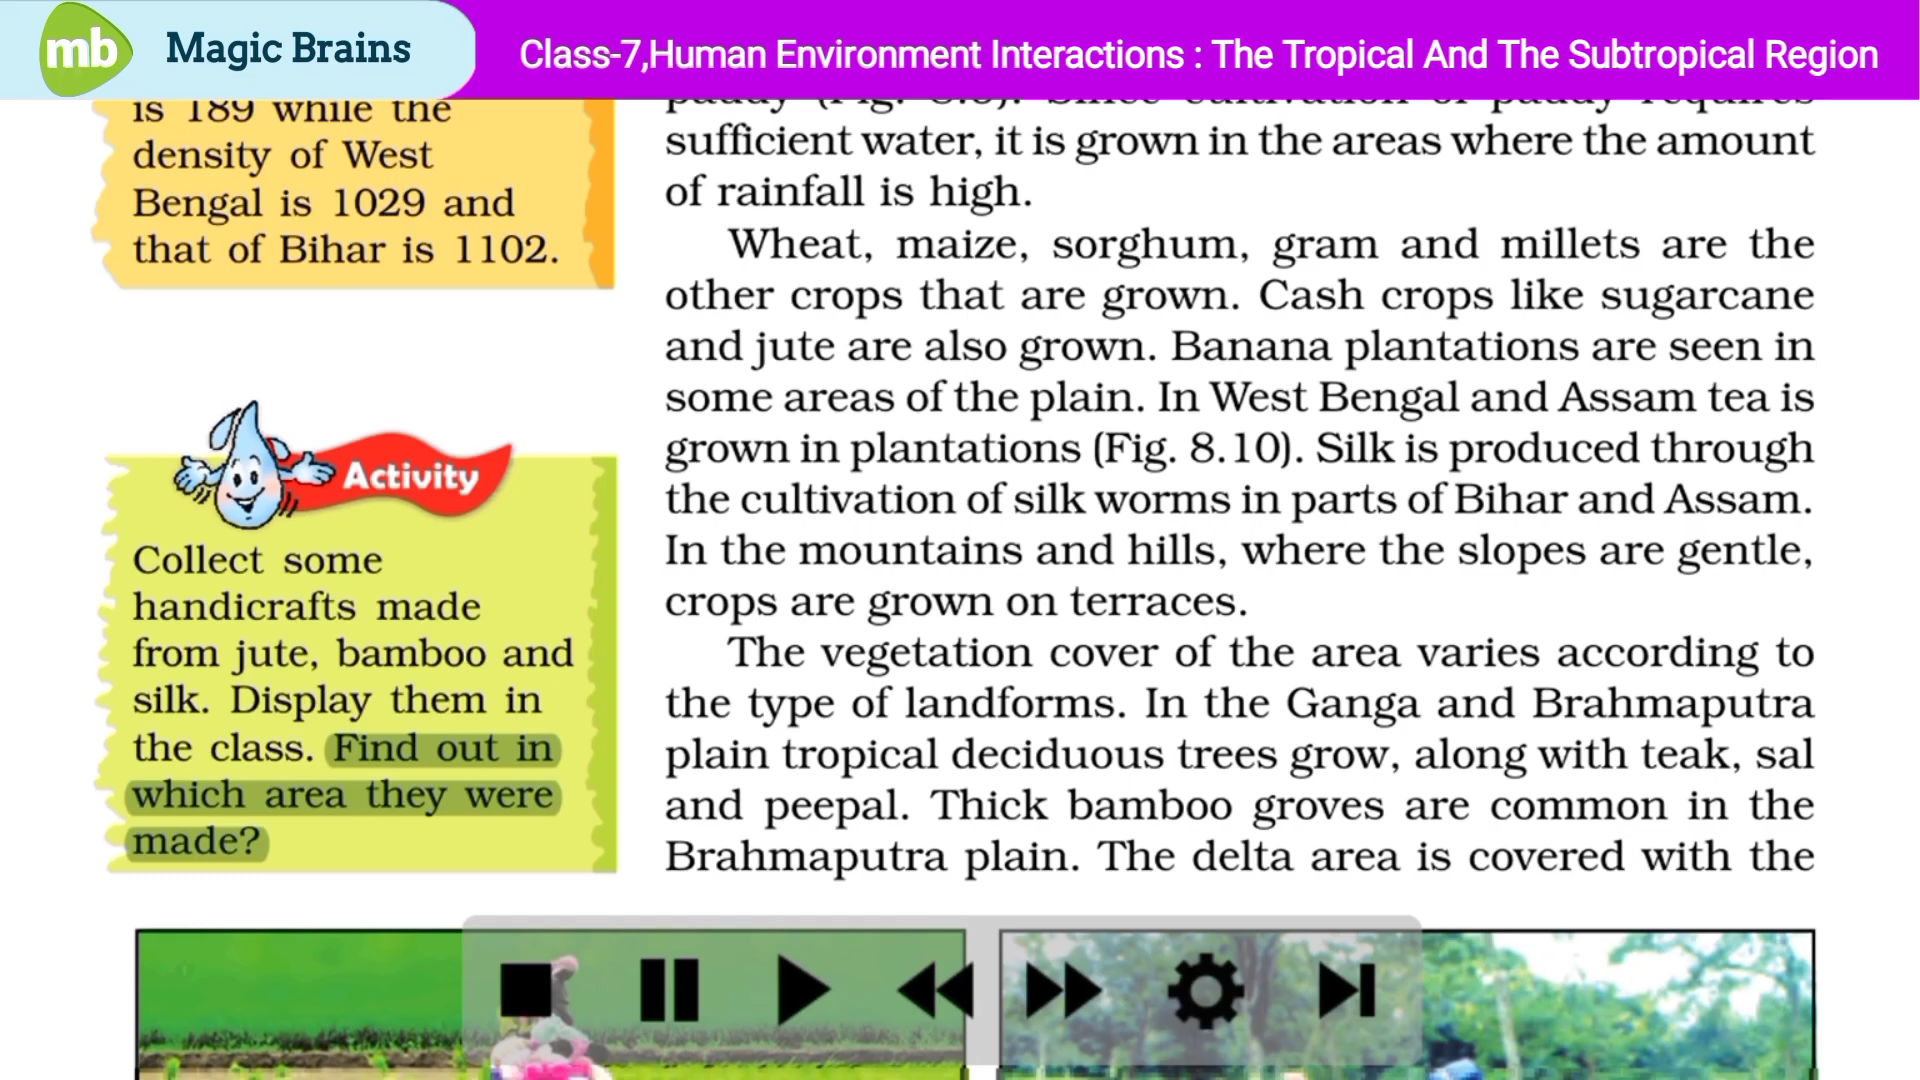 mb Magic Brains
Class-7,Human Environment Interactions : The Tropical And The Subtropical Region
is 189 while the
density of West
Bengal is 1029 and
that of Bihar is 1102.
Activity
Collect some
handicrafts made
from jute, bamboo and
silk. Display them in
the class. Find out in
which area they were
made?
sufficient water, it is grown in the areas where the amount
of rainfall is high.
Wheat, maize, sorghum, gram and millets are the
other crops that are grown. Cash crops like sugarcane
and jute are also grown. Banana plantations are seen in
some areas of the plain. In West Bengal and Assam tea is
grown in plantations (Fig. 8.10). Silk is produced through
the cultivation of silk worms in parts of Bihar and Assam.
In the mountains and hills, where the slopes are gentle,
crops are grown on terraces.
The vegetation cover of the area varies according to
the type of landforms. In the Ganga and Brahmaputra
plain tropical deciduous trees grow, along with teak, sal
and peepal. Thick bamboo groves are common in the
Brahmaputra plain. The delta area is covered with the